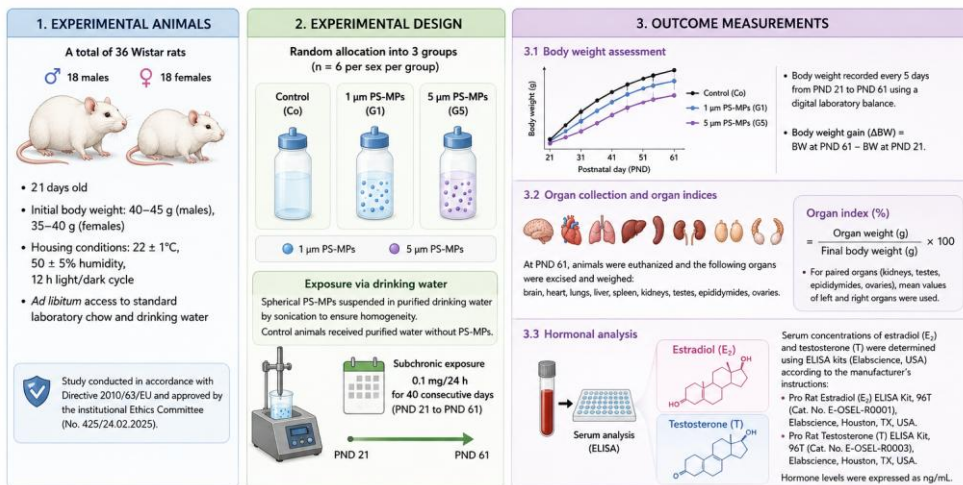 1. EXPERIMENTAL ANIMALS
A total of 36 Wistar rats
♂ 18 males
♀ 18 females
• 21 days old
• Initial body weight: 40–45 g (males),
35–40 g (females)
• Housing conditions: 22 ± 1°C,
50 ± 5% humidity,
12 h light/dark cycle
• Ad libitum access to standard
laboratory chow and drinking water
Study conducted in accordance with
Directive 2010/63/EU and approved by
the institutional Ethics Committee
(No. 425/24.02.2025).
2. EXPERIMENTAL DESIGN
Random allocation into 3 groups
(n = 6 per sex per group)
Control
(Co)
1 μm PS-MPs
(G1)
5 μm PS-MPs
(G5)
1 μm PS-MPs
5 μm PS-MPs
Exposure via drinking water
Spherical PS-MPs suspended in purified drinking water
by sonication to ensure homogeneity.
Control animals received purified water without PS-MPs.
Subchronic exposure
0.1 mg/24 h
for 40 consecutive days
(PND 21 to PND 61)
PND 21
PND 61
3. OUTCOME MEASUREMENTS
3.1 Body weight assessment
Body weight (g)
Control (Co)
1 μm PS-MPs (G1)
5 μm PS-MPs (G5)
21 31 41 46 51 61
Postnatal day (PND)
• Body weight recorded every 5 days
from PND 21 to PND 61 using a
digital laboratory balance.
• Body weight gain (ΔBW) =
BW at PND 61 – BW at PND 21.
3.2 Organ collection and organ indices
At PND 61, animals were euthanized and the following organs
were excised and weighed:
brain, heart, lungs, liver, spleen, kidneys, testes, epididymides, ovaries.
Organ index (%)
= Organ weight (g) / Final body weight (g) × 100
• For paired organs (kidneys, testes,
epididymides, ovaries), mean values
of left and right organs were used.
3.3 Hormonal analysis
Serum analysis
(ELISA)
Estradiol (E₂)
OH
HO
Testosterone (T)
OH
O
Serum concentrations of estradiol (E₂)
and testosterone (T) were determined
using ELISA kits (Elabscience, USA)
according to the manufacturer's
instructions:
• Pro Rat Estradiol (E₂) ELISA Kit, 96T
(Cat. No. E-OSEL-R0001),
Elabscience, Houston, TX, USA.
• Pro Rat Testosterone (T) ELISA Kit,
96T (Cat. No. E-OSEL-R0003),
Elabscience, Houston, TX, USA.
Hormone levels were expressed as ng/mL.